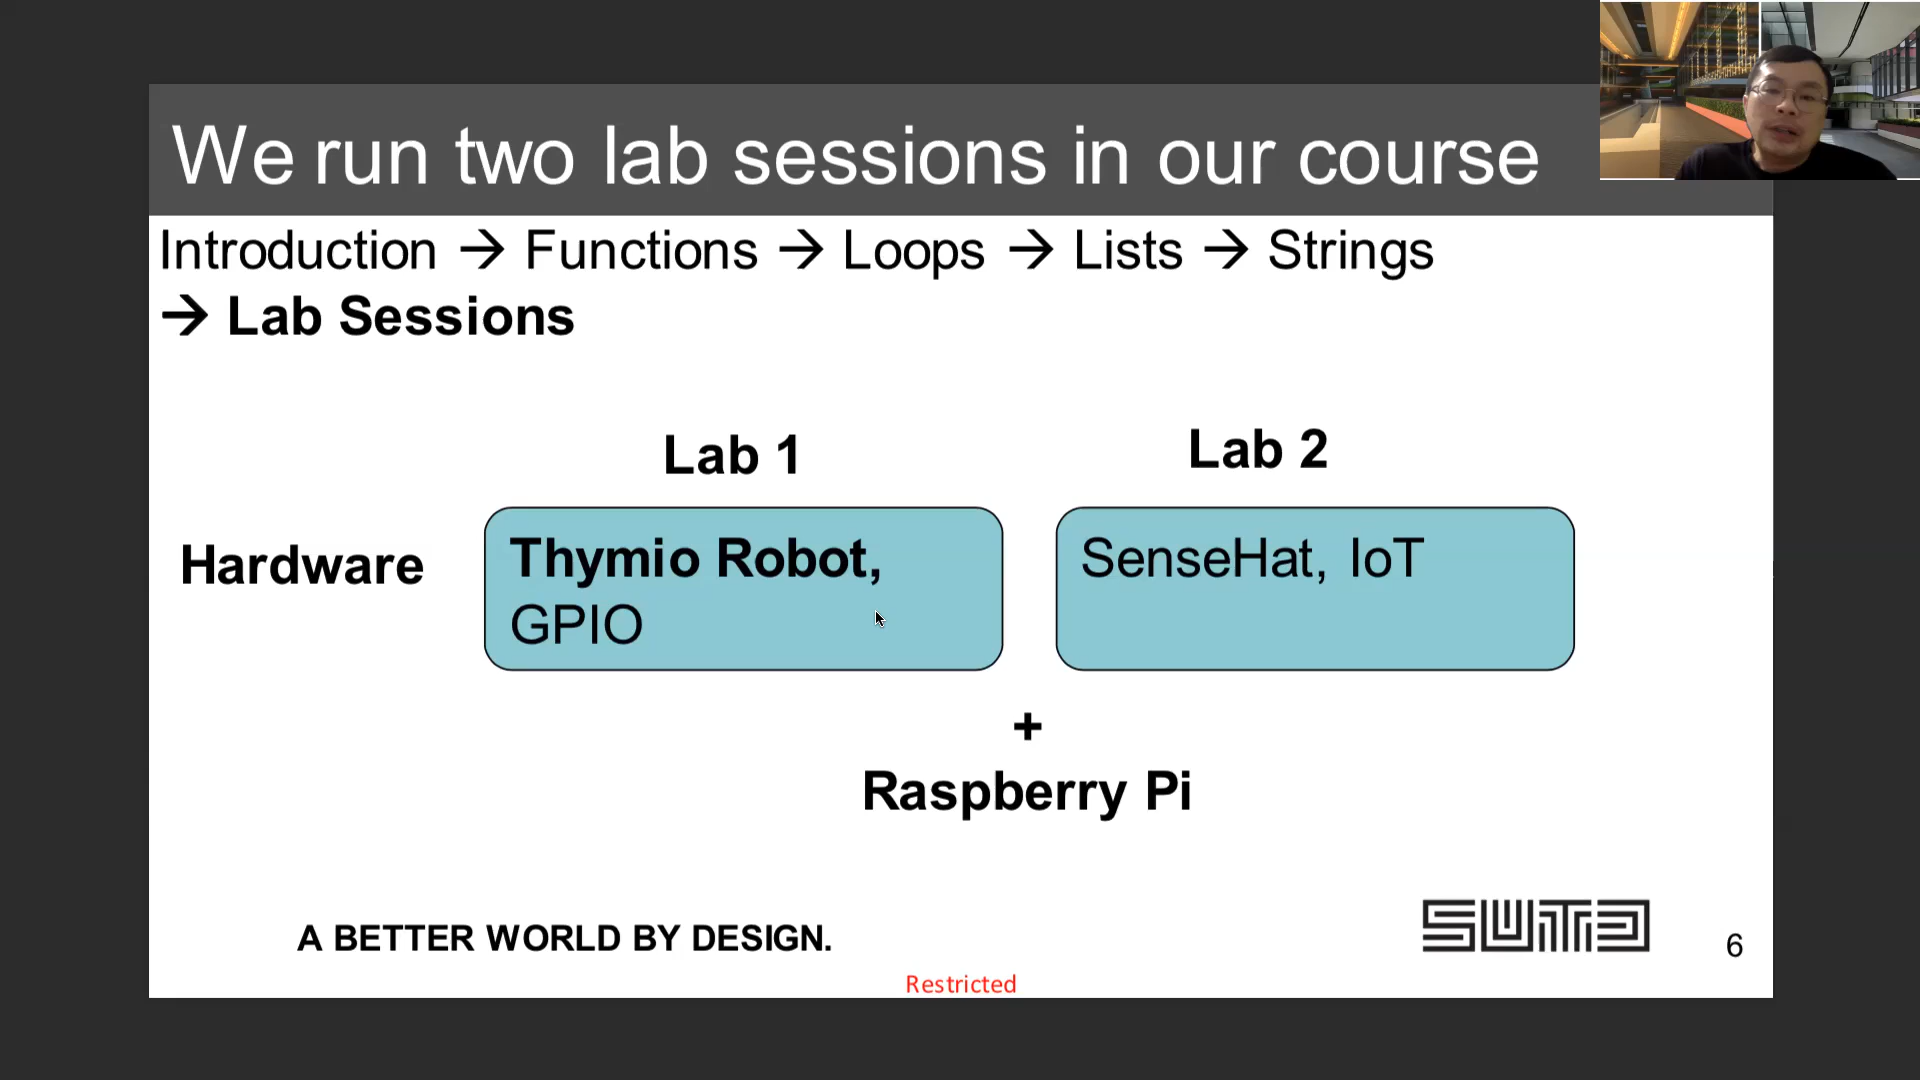 We run two lab sessions in our course
Introduction → Functions → Loops → Lists → Strings
→ Lab Sessions
Lab 1
Lab 2
Hardware
Thymio Robot,
GPIO
SenseHat, IoT
+
Raspberry Pi
A BETTER WORLD BY DESIGN.
SUTD
6
Restricted